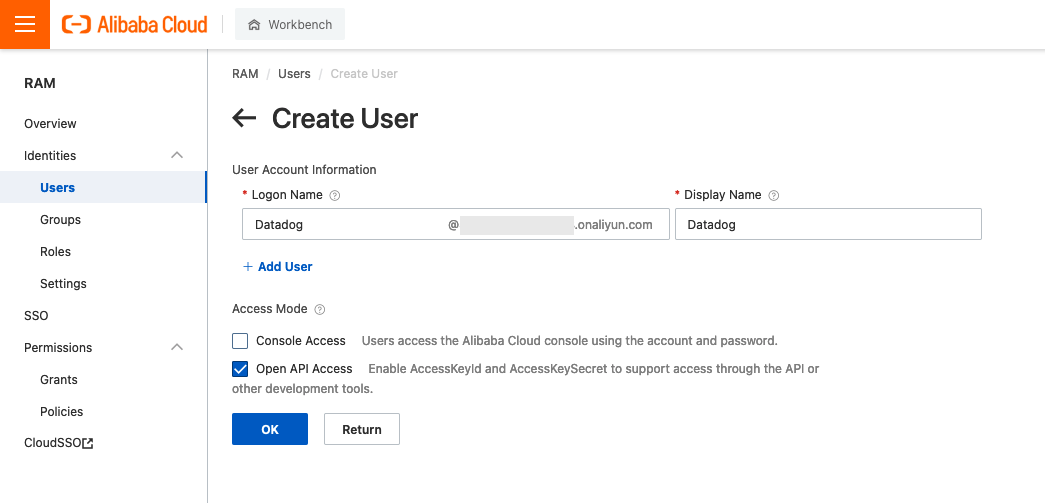 Alibaba Cloud
Workbench
RAM
Overview
Identities
Users
Groups
Roles
Settings
SSO
Permissions
Grants
Policies
CloudSSO
RAM / Users / Create User
Create User
User Account Information
* Logon Name
* Display Name
Datadog @ .onaliyun.com
Datadog
+ Add User
Access Mode
Console Access Users access the Alibaba Cloud console using the account and password.
Open API Access Enable AccessKeyId and AccessKeySecret to support access through the API or
other development tools.
OK
Return